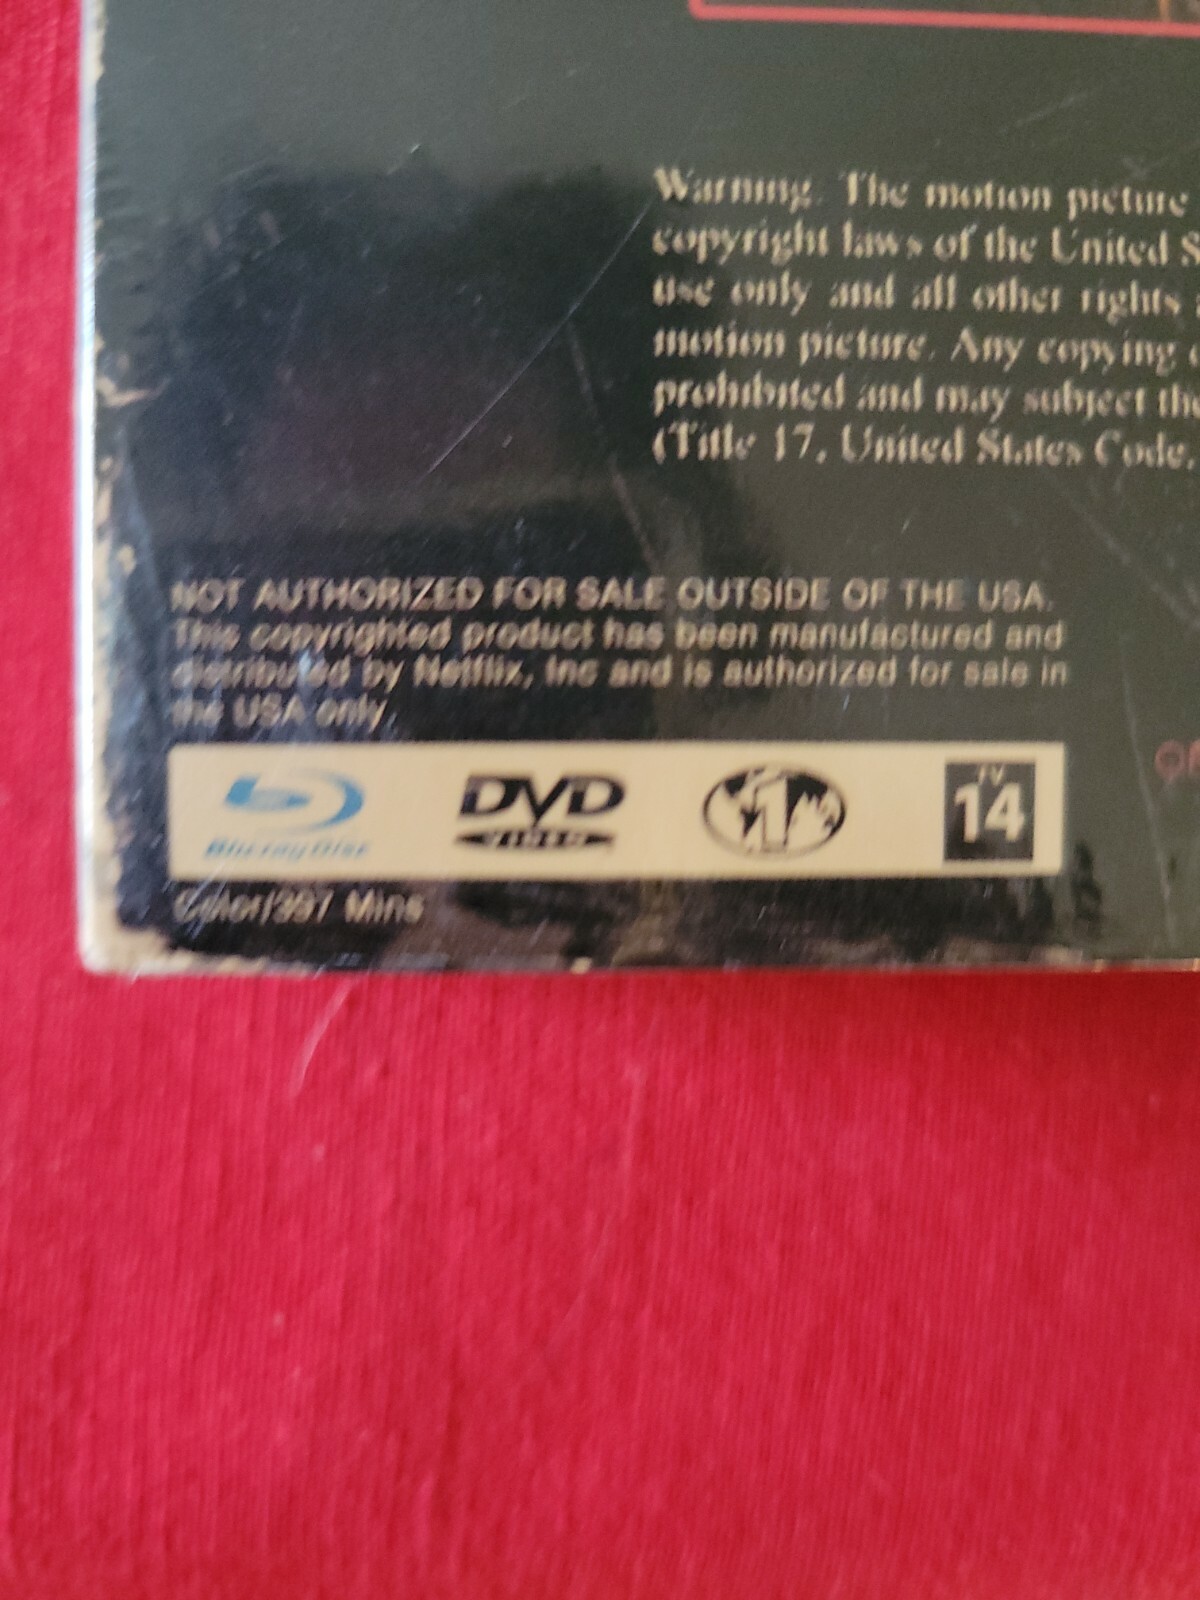 Warning. The motion picture
copyright laws of the United S
use only and all other rights
motion picture. Any copying
prohibited and may subject the
(Title 17, United States Code.
NOT AUTHORIZED FOR SALE OUTSIDE OF THE USA.
This copyrighted product has been manufactured and
distributed by Netflix, Inc and is authorized for sale in
the USA only.
Blu-ray Disc DVD VIDEO 1 TV 14
Color/397 Mins